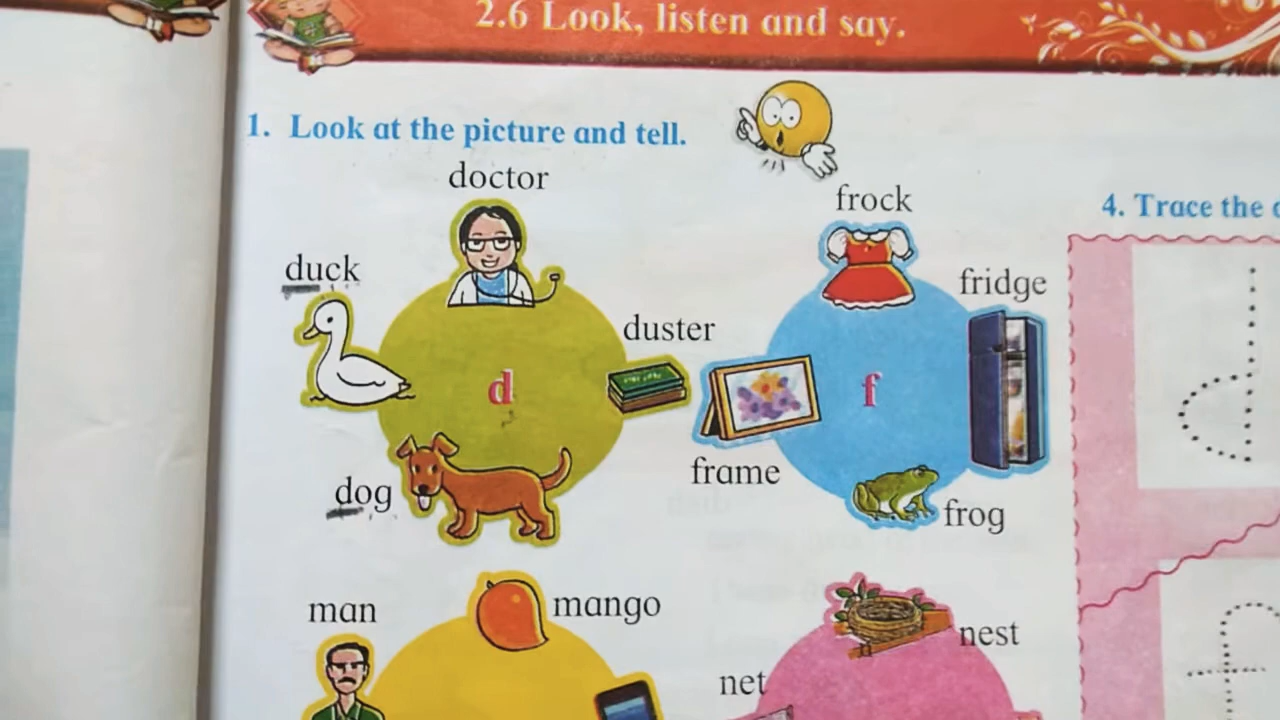 2.6 Look, listen and say.
1. Look at the picture and tell.
doctor
duck
duster
d
dog
frock
fridge
f
frame
frog
4. Trace the
man
mango
nest
net